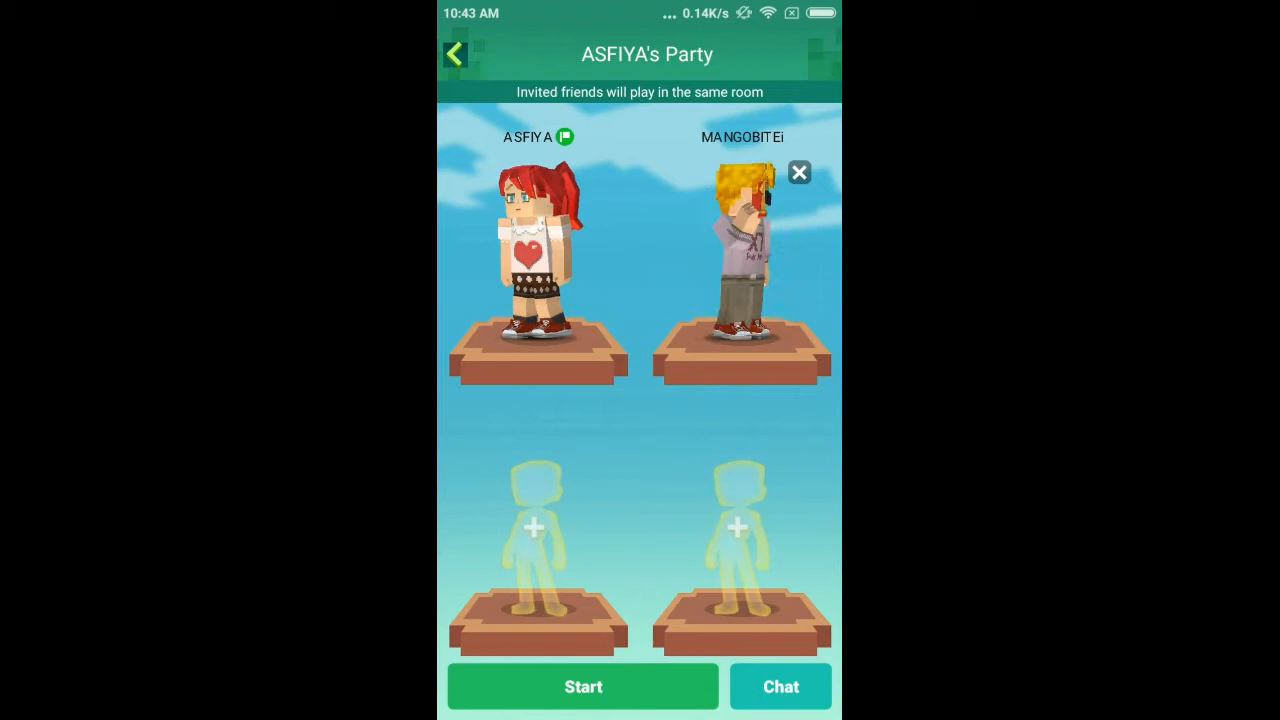 10:43 AM
... 0.14K/s
ASFIYA's Party
Invited friends will play in the same room
ASFIYA
MANGOBITEi
Start
Chat